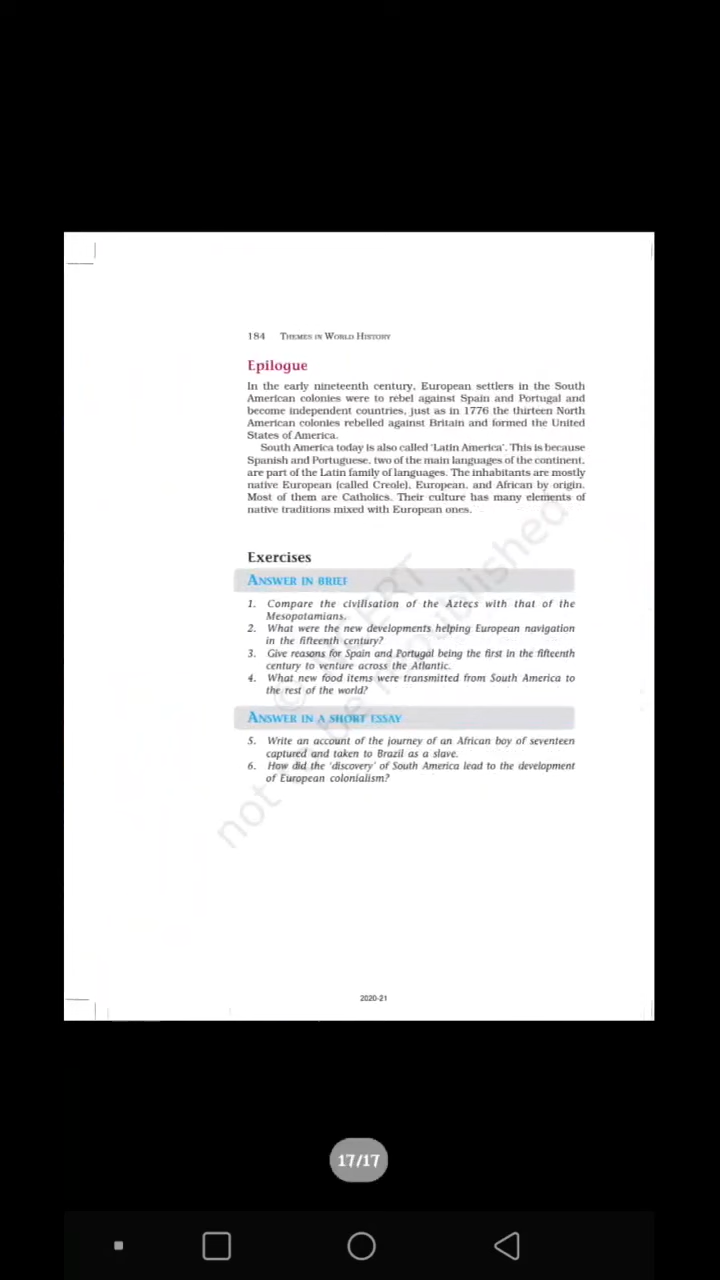 184 THEMES IN WORLD HISTORY
Epilogue
In the early nineteenth century, European settlers in the South
American colonies were to rebel against Spain and Portugal and
become independent countries, just as in 1776 the thirteen North
American colonies rebelled against Britain and formed the United
States of America.
South America today is also called 'Latin America'. This is because
Spanish and Portuguese, two of the main languages of the continent,
are part of the Latin family of languages. The inhabitants are mostly
native European (called Creole), European, and African by origin.
Most of them are Catholics. Their culture has many elements of
native traditions mixed with European ones.
Exercises
ANSWER IN BRIEF
1. Compare the civilisation of the Aztecs with that of the
Mesopotamians.
2. What were the new developments helping European navigation
in the fifteenth century?
3. Give reasons for Spain and Portugal being the first in the fifteenth
century to venture across the Atlantic.
4. What new food items were transmitted from South America to
the rest of the world?
ANSWER IN A SHORT ESSAY
5. Write an account of the journey of an African boy of seventeen
captured and taken to Brazil as a slave.
6. How did the 'discovery' of South America lead to the development
of European colonialism?
© NCERT
not to be republished
2020-21
17/17